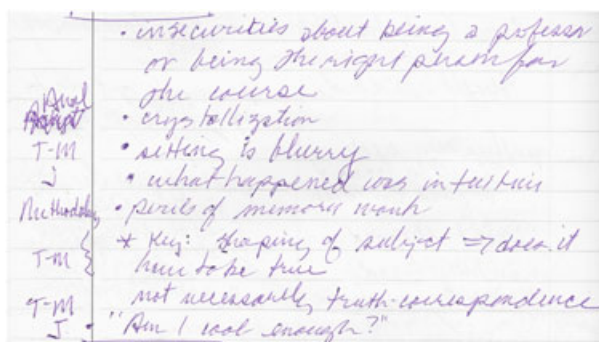 • insecurities about being a professor
or being the right person for
the course
Anal
• crystallization
T-M • sitting is blurry
J • what happened was in
Methodology • perils of memory work
* Key: shaping of subject => does it
T-M { have to be true
T-M not necessarily truth-correspondence
J. • "Am I cool enough?"